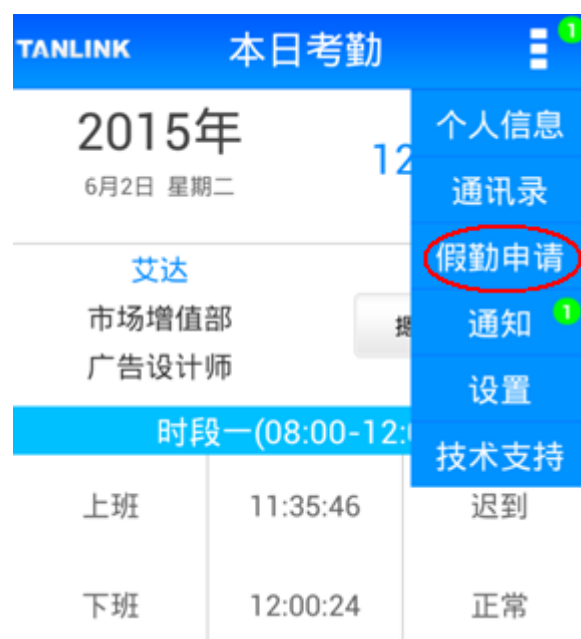 TANLINK 本日考勤 1
2015年
6月2日 星期二
12
个人信息
通讯录
假勤申请
通知 1
设置
技术支持
艾达
市场增值部
广告设计师
时段一(08:00-12:
上班 11:35:46 迟到
下班 12:00:24 正常